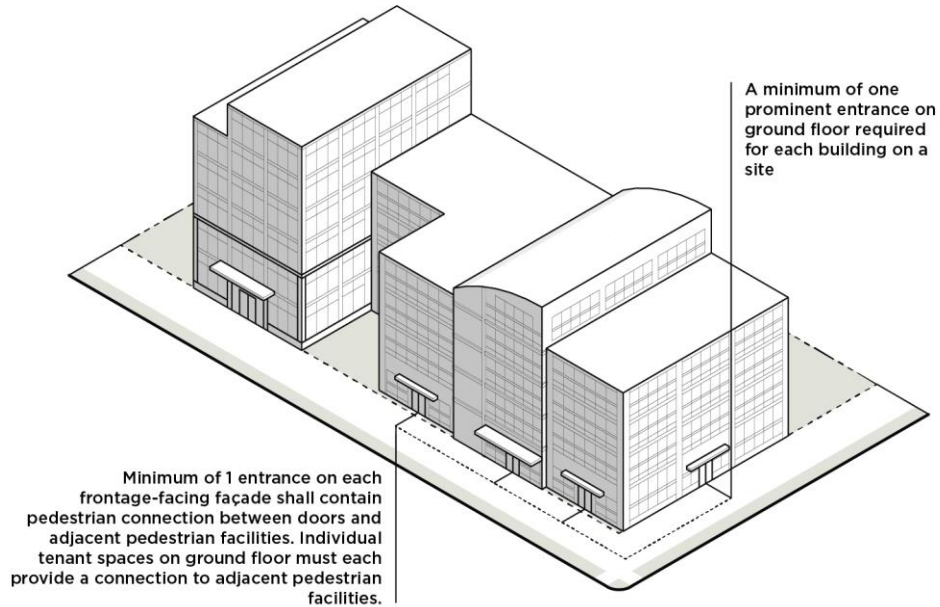 A minimum of one
prominent entrance on
ground floor required
for each building on a
site
Minimum of 1 entrance on each
frontage-facing façade shall contain
pedestrian connection between doors and
adjacent pedestrian facilities. Individual
tenant spaces on ground floor must each
provide a connection to adjacent pedestrian
facilities.